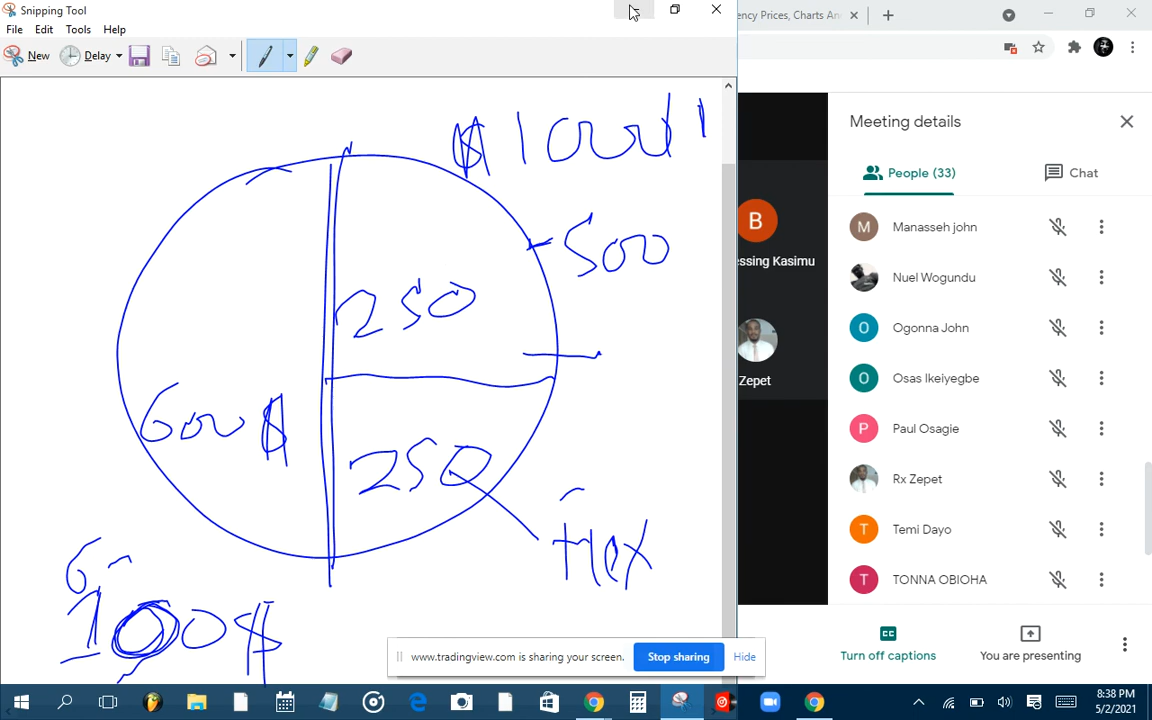 Snipping Tool
File Edit Tools Help
New Delay
ency Prices, Charts An
$1000
500
250
600$
250
flex
essing Kasimu
B
Zepet
Meeting details
People (33)
Chat
M Manasseh john
Nuel Wogundu
O Ogonna John
O Osas Ikeiyegbe
P Paul Osagie
Rx Zepet
T Temi Dayo
T TONNA OBIOHA
www.tradingview.com is sharing your screen. Stop sharing Hide
CC
Turn off captions
You are presenting
8:38 PM
5/2/2021